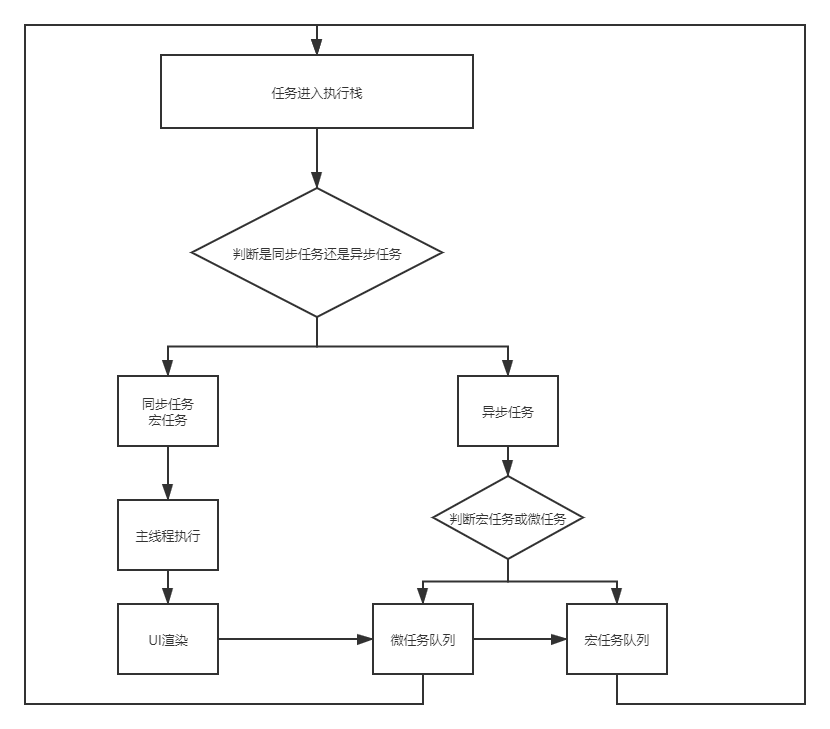 任务进入执行栈
判断是同步任务还是异步任务
同步任务
宏任务
异步任务
判断宏任务或微任务
主线程执行
UI渲染
微任务队列
宏任务队列